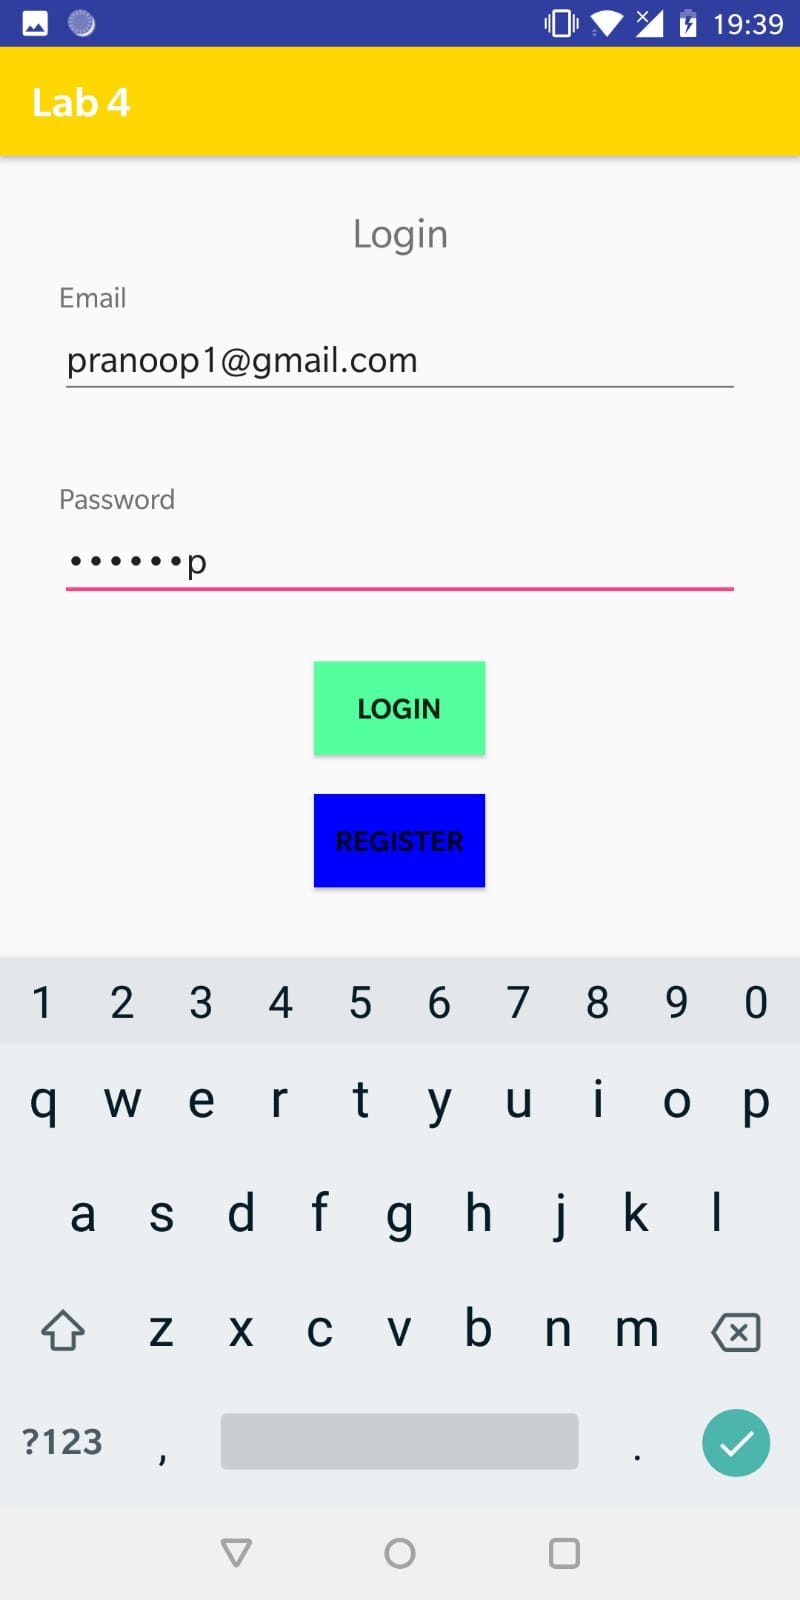 19:39
Lab 4
Login
Email
pranoop1@gmail.com
Password
••••••p
LOGIN
REGISTER
1 2 3 4 5 6 7 8 9 0
q w e r t y u i o p
a s d f g h j k l
z x c v b n m
?123 , .